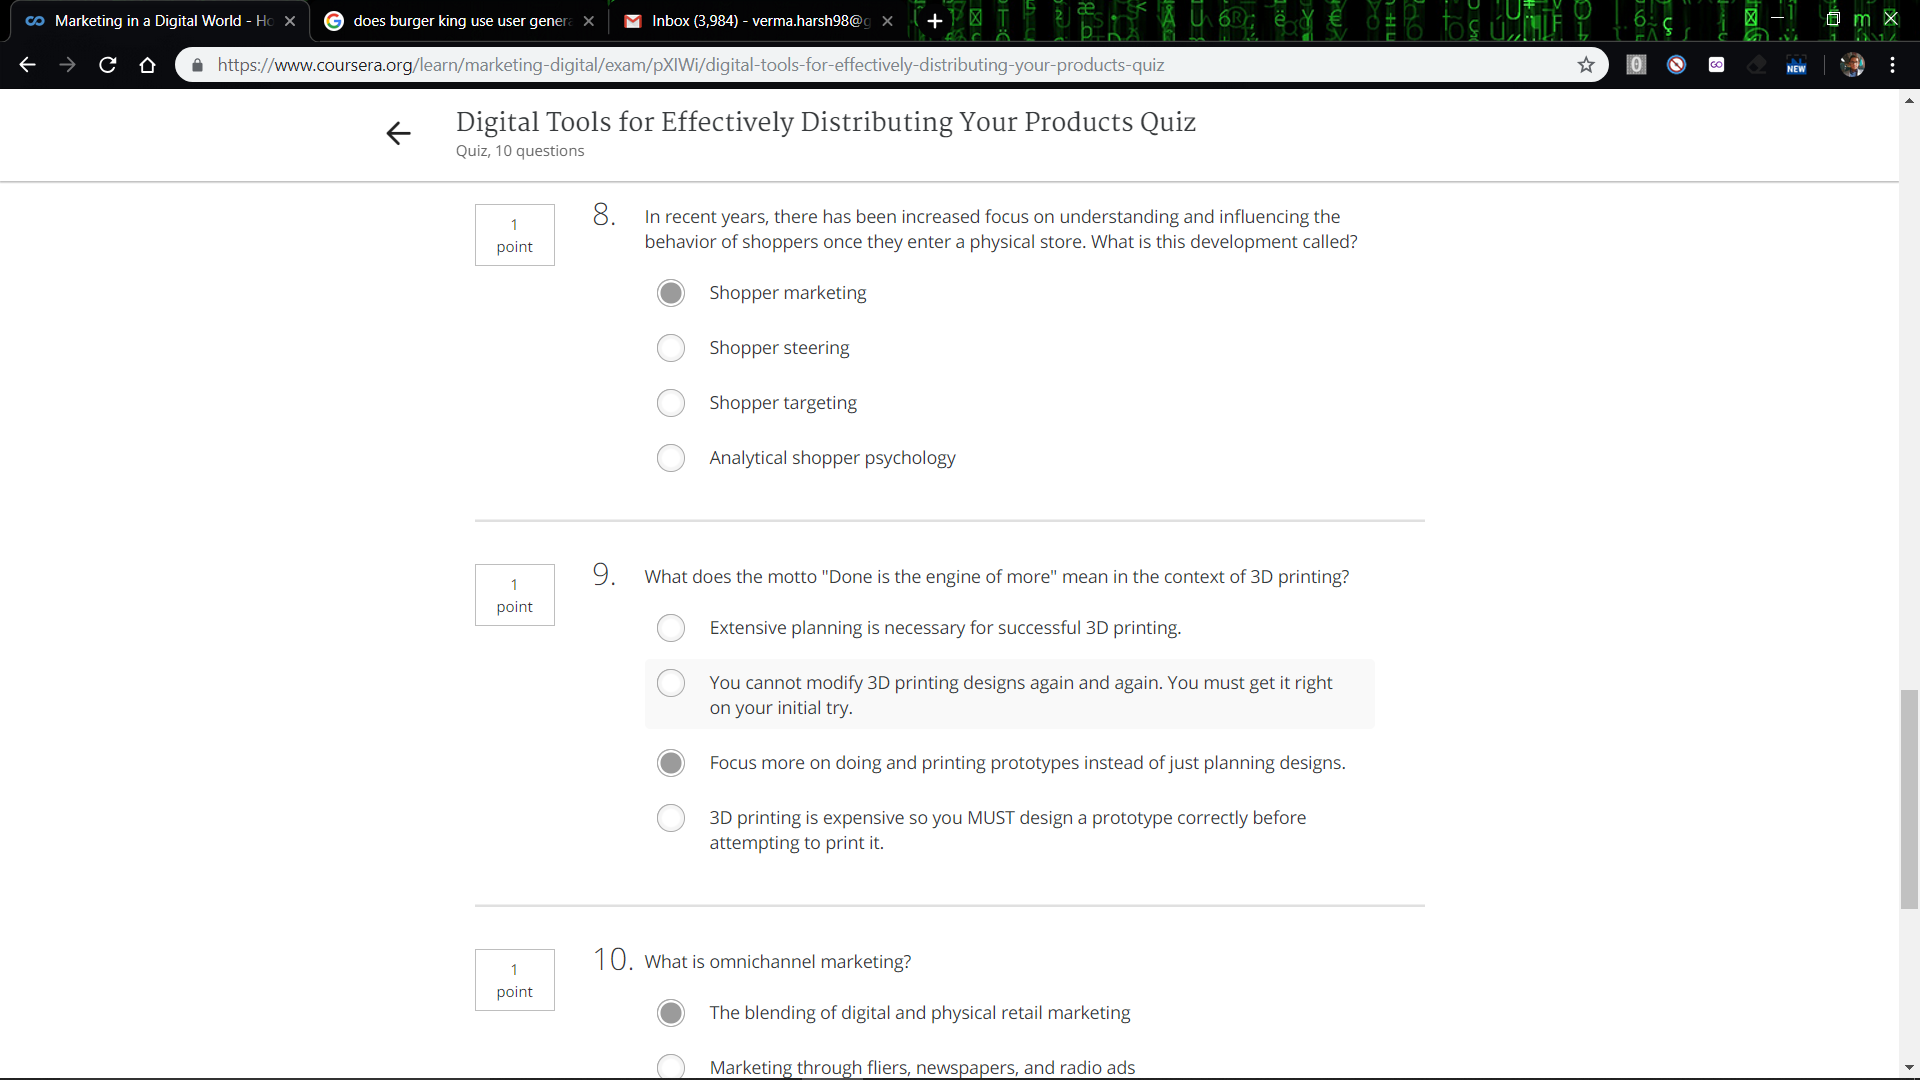 Marketing in a Digital World - Ho
does burger king use user genera
Inbox (3,984) - verma.harsh98@g
https://www.coursera.org/learn/marketing-digital/exam/pXIWi/digital-tools-for-effectively-distributing-your-products-quiz
NEW
Digital Tools for Effectively Distributing Your Products Quiz
Quiz, 10 questions
1
point
8.
In recent years, there has been increased focus on understanding and influencing the
behavior of shoppers once they enter a physical store. What is this development called?
Shopper marketing
Shopper steering
Shopper targeting
Analytical shopper psychology
1
point
9.
What does the motto "Done is the engine of more" mean in the context of 3D printing?
Extensive planning is necessary for successful 3D printing.
You cannot modify 3D printing designs again and again. You must get it right
on your initial try.
Focus more on doing and printing prototypes instead of just planning designs.
3D printing is expensive so you MUST design a prototype correctly before
attempting to print it.
1
point
10.
What is omnichannel marketing?
The blending of digital and physical retail marketing
Marketing through fliers, newspapers, and radio ads